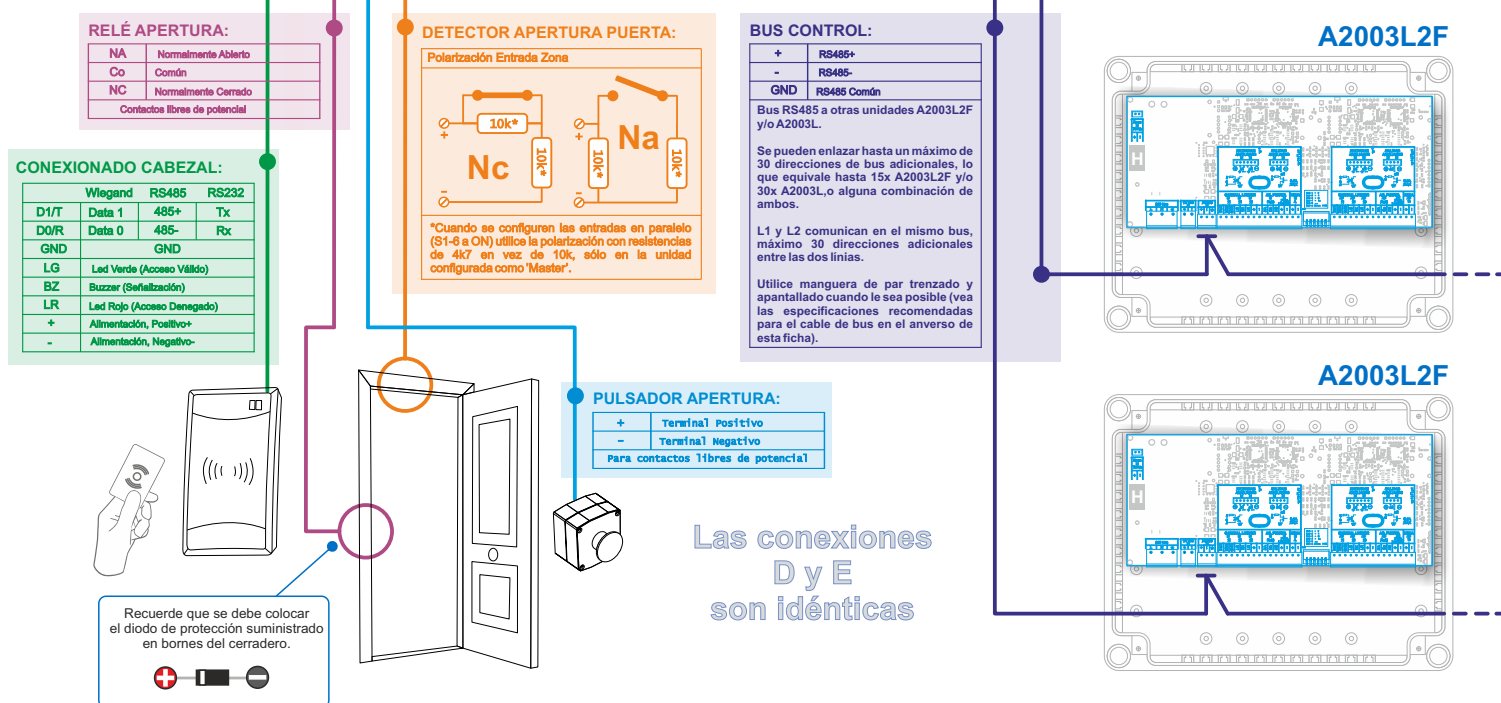 RELÉ APERTURA:
NA Normalmente Abierto
Co Común
NC Normalmente Cerrado
Contactos libres de potencial
CONEXIONADO CABEZAL:
Wiegand RS485 RS232
D1/T Data 1 485+ Tx
D0/R Data 0 485- Rx
GND GND
LG Led Verde (Acceso Válido)
BZ Buzzer (Señalización)
LR Led Rojo (Acceso Denegado)
+ Alimentación, Positivo+
- Alimentación, Negativo-
DETECTOR APERTURA PUERTA:
Polarización Entrada Zona
10k*
10k*
+
-
Nc
10k*
10k*
+
-
Na
*Cuando se configuren las entradas en paralelo
(S1-6 a ON) utilice la polarización con resistencias
de 4k7 en vez de 10k, sólo en la unidad
configurada como 'Master'.
PULSADOR APERTURA:
+ Terminal Positivo
- Terminal Negativo
Para contactos libres de potencial
Recuerde que se debe colocar
el diodo de protección suministrado
en bornes del cerradero.
BUS CONTROL:
+ RS485+
- RS485-
GND RS485 Común
Bus RS485 a otras unidades A2003L2F
y/o A2003L.
Se pueden enlazar hasta un máximo de
30 direcciones de bus adicionales, lo
que equivale hasta 15x A2003L2F y/o
30x A2003L,o alguna combinación de
ambos.
L1 y L2 comunican en el mismo bus,
máximo 30 direcciones adicionales
entre las dos linias.
Utilice manguera de par trenzado y
apantallado cuando le sea posible (vea
las especificaciones recomendadas
para el cable de bus en el anverso de
esta ficha).
Las conexiones
D y E
son idénticas
A2003L2F
A2003L2F